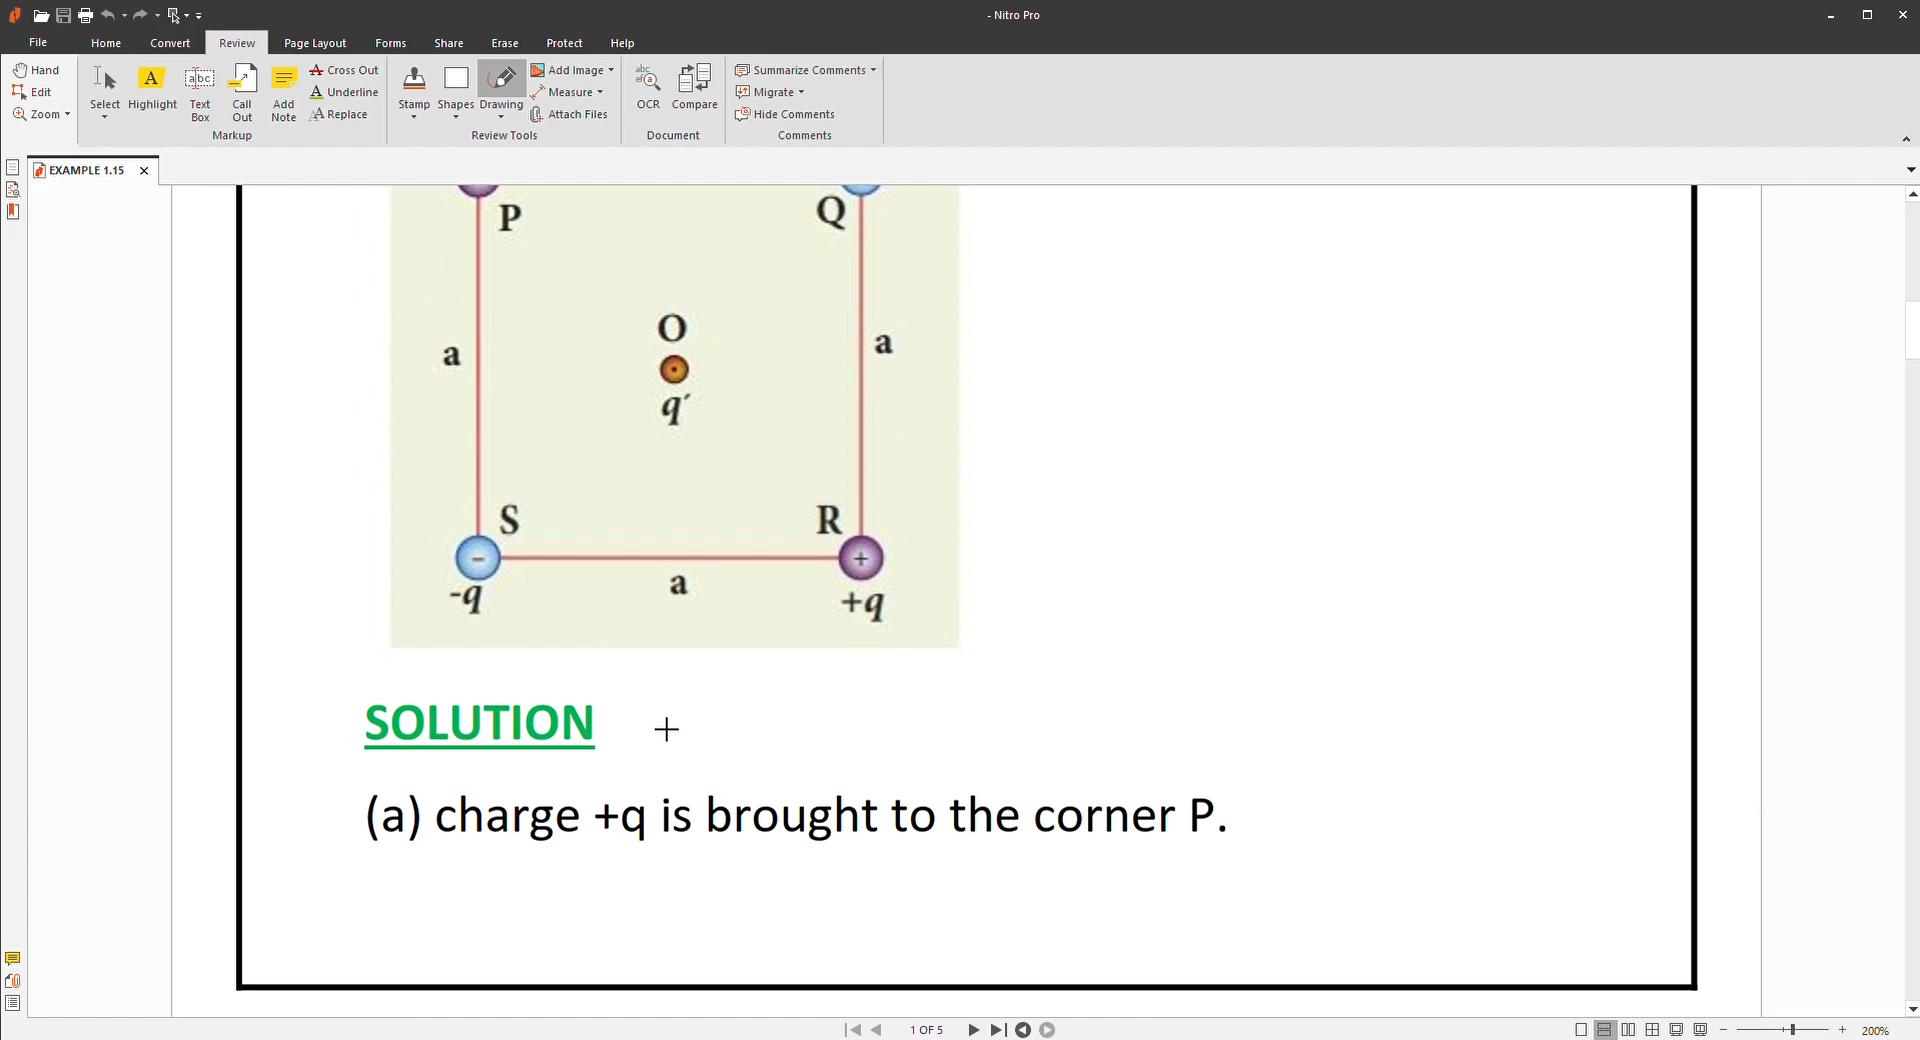 - Nitro Pro
File Home Convert Review Page Layout Forms Share Erase Protect Help
Hand
Edit
Zoom
Select
Highlight
Text Box
Call Out
Add Note
Cross Out
Underline
Replace
Markup
Stamp
Shapes
Drawing
Add Image
Measure
Attach Files
Review Tools
OCR
Compare
Document
Summarize Comments
Migrate
Hide Comments
Comments
EXAMPLE 1.15
P Q
O
a a
q′
S R
- +
-q a +q
SOLUTION
(a) charge +q is brought to the corner P.
1 OF 5
200%